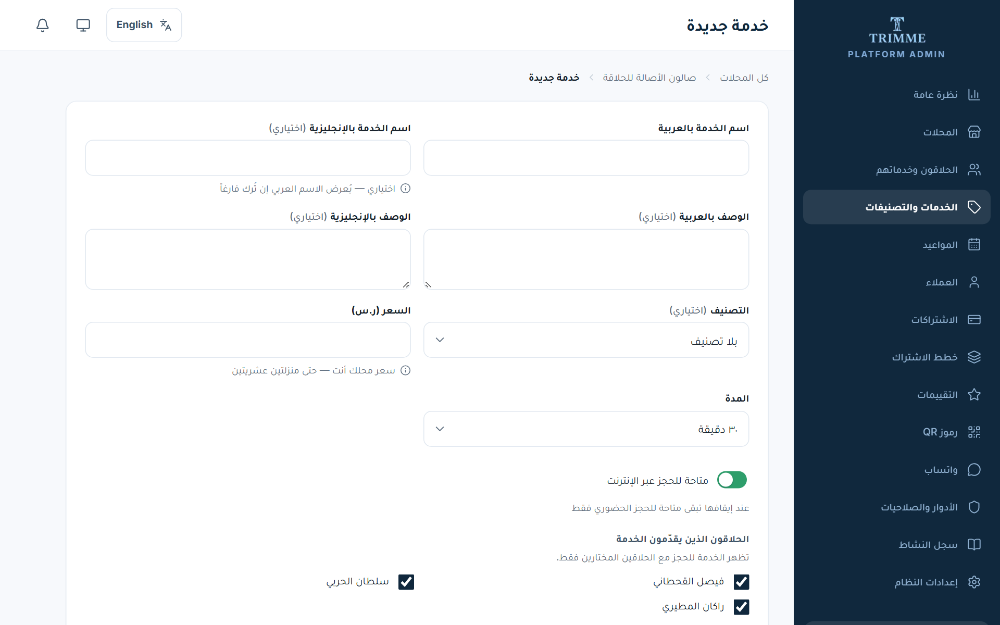 TRIMME
PLATFORM ADMIN
نظرة عامة
المحلات
الحلاقون وخدماتهم
الخدمات والتصنيفات
المواعيد
العملاء
الاشتراكات
خطط الاشتراك
التقييمات
رموز QR
واتساب
الأدوار والصلاحيات
سجل النشاط
إعدادات النظام
خدمة جديدة
English
كل المحلات
صالون الأصالة للحلاقة
خدمة جديدة
اسم الخدمة بالعربية
اسم الخدمة بالإنجليزية (اختياري)
اختياري — يُعرض الاسم العربي إن تُرك فارغاً
الوصف بالعربية (اختياري)
الوصف بالإنجليزية (اختياري)
التصنيف (اختياري)
بلا تصنيف
السعر (ر.س)
سعر محلك أنت — حتى منزلتين عشريتين
المدة
٣٠ دقيقة
متاحة للحجز عبر الإنترنت
عند إيقافها تبقى متاحة للحجز الحضوري فقط
الحلاقون الذين يقدّمون الخدمة
تظهر الخدمة للحجز مع الحلاقين المختارين فقط.
فيصل القحطاني
سلطان الحربي
راكان المطيري